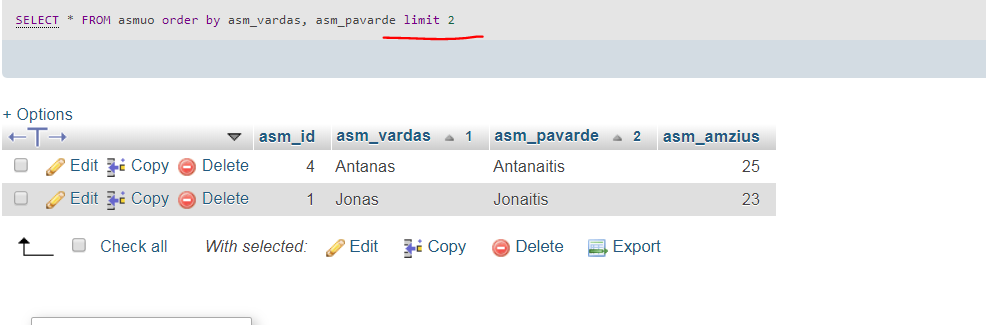 SELECT * FROM asmuo order by asm_vardas, asm_pavarde limit 2
+ Options
←T→ asm_id asm_vardas 1 asm_pavarde 2 asm_amzius
Edit Copy Delete 4 Antanas Antanaitis 25
Edit Copy Delete 1 Jonas Jonaitis 23
Check all With selected: Edit Copy Delete Export